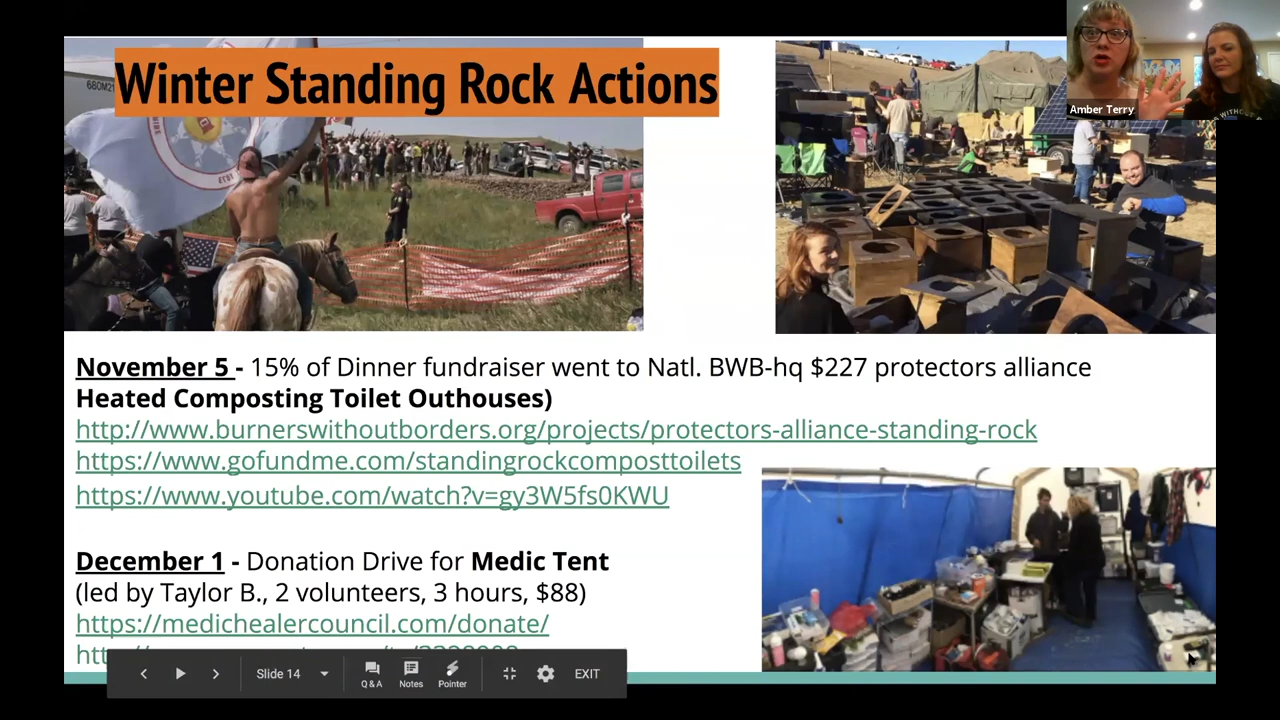 Winter Standing Rock Actions
Amber Terry
November 5 - 15% of Dinner fundraiser went to Natl. BWB-hq $227 protectors alliance
Heated Composting Toilet Outhouses)
http://www.burnerswithoutborders.org/projects/protectors-alliance-standing-rock
https://www.gofundme.com/standingrockcomposttoilets
https://www.youtube.com/watch?v=gy3W5fs0KWU
December 1 - Donation Drive for Medic Tent
(led by Taylor B., 2 volunteers, 3 hours, $88)
https://medichealercouncil.com/donate/
Slide 14
Q & A
Notes
Pointer
EXIT